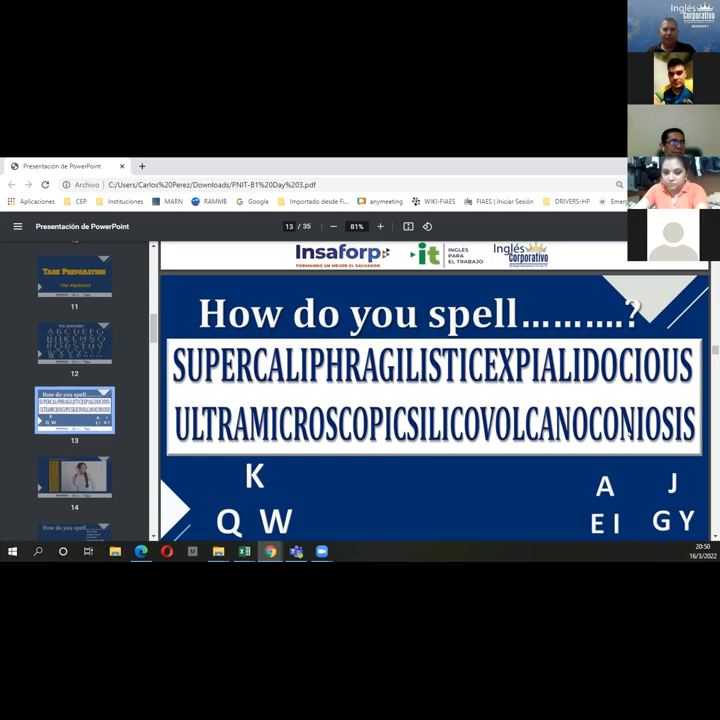 Inglés
Corporativo
Presentación de PowerPoint
Archivo
C:/Users/Carlos%20Perez/Downloads/PNIT-B1%20Day%203.pdf
Aplicaciones
CEP
Instituciones
MARN
RAMMB
Google
Importado desde Fi...
anymeeting
WIKI-FIAES
FIAES | Iniciar Sesión
DRIVERS-HP
Presentación de PowerPoint
13 / 35
81%
Insaforp
FORMANDO UN MEJOR EL SALVADOR
it
INGLÉS
PARA
EL TRABAJO
Inglés
Corporativo
TASK PREPARATION
The Alphabet
11
THE ALPHABET
12
How do you spell
13
14
How do you spell
How do you spell..........?
SUPERCALIPHRAGILISTICEXPIALIDOCIOUS
ULTRAMICROSCOPICSILICOVOLCANOCONIOSIS
K
Q W
A
E I
J
G Y
20:50
16/3/2022